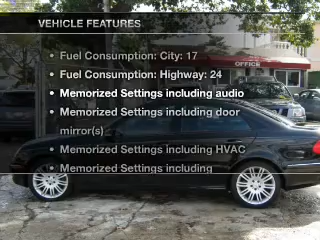 VEHICLE FEATURES
• Fuel Consumption: City: 17
• Fuel Consumption: Highway: 24
• Memorized Settings including audio
• Memorized Settings including door
mirror(s)
• Memorized Settings including HVAC
• Memorized Settings including
OFFICE